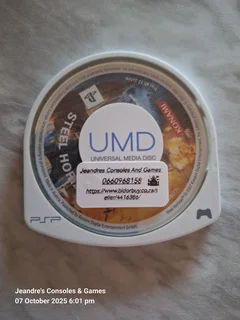 KONAMI
STEEL HO
UMD
UNIVERSAL MEDIA DISC
Jeandres Consoles And Games
0660968158
https://www.bidorbuy.co.za/s
eller/4416386/
PSP
Jeandre's Consoles & Games
07 October 2025 6:01 pm